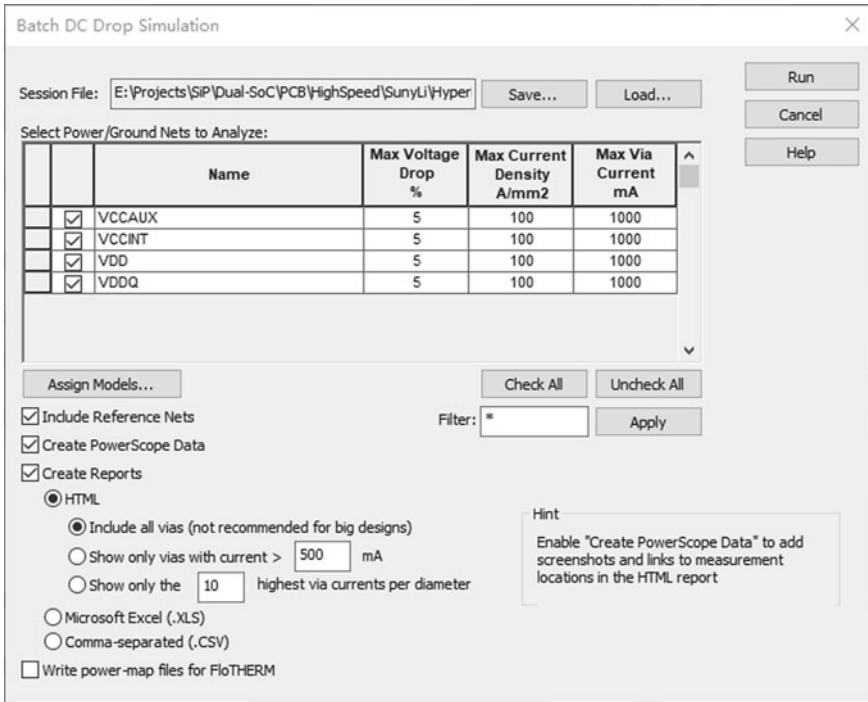 Batch DC Drop Simulation
Session File: E:\Projects\SiP\Dual-SoC\PCB\HighSpeed\SunyLi\Hyper Save... Load... Run
Cancel
Help
Select Power/Ground Nets to Analyze:
Name Max Voltage Drop % Max Current Density A/mm2 Max Via Current mA
VCCAUX 5 100 1000
VCCINT 5 100 1000
VDD 5 100 1000
VDDQ 5 100 1000
Assign Models... Check All Uncheck All
Include Reference Nets Filter: * Apply
Create PowerScope Data
Create Reports
HTML
Include all vias (not recommended for big designs)
Show only vias with current > 500 mA
Show only the 10 highest via currents per diameter
Microsoft Excel (.XLS)
Comma-separated (.CSV)
Write power-map files for FloTHERM
Hint
Enable "Create PowerScope Data" to add
screenshots and links to measurement
locations in the HTML report